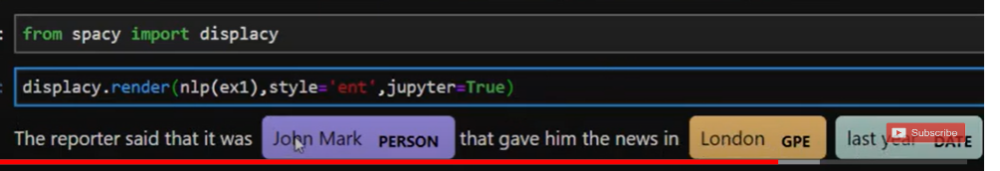 from spacy import displacy
displacy.render(nlp(ex1),style='ent',jupyter=True)
The reporter said that it was John Mark PERSON that gave him the news in London GPE last year DATE
Subscribe